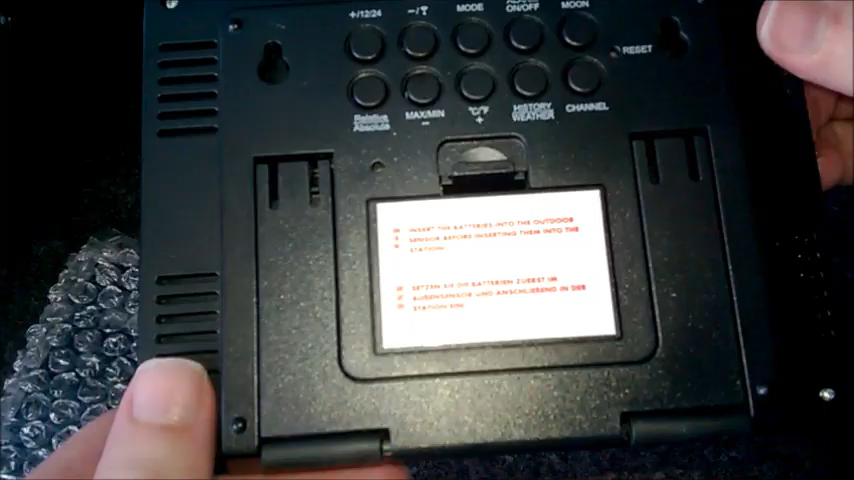 +/12/24 -/ MODE ALARM ON/OFF MOON
RESET
Relative Absolute MAX/MIN - °C/°F + HISTORY WEATHER CHANNEL
INSERT THE BATTERIES INTO THE OUTDOOR
SENSOR BEFORE INSERTING THEM INTO THE
STATION
SETZEN SIE DIE BATTERIEN ZUERST IM
AUßENSENSOR UND ANSCHLIEßEND IN DER
STATION EIN